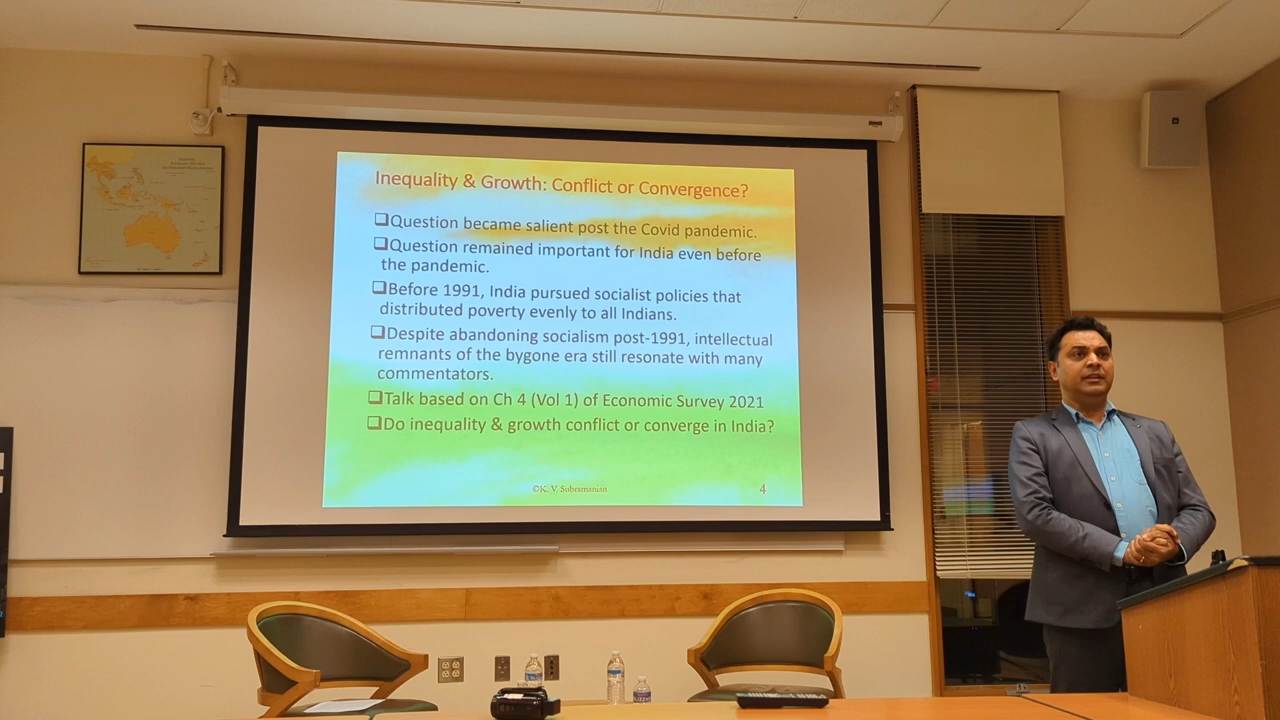 Inequality & Growth: Conflict or Convergence?
❑Question became salient post the Covid pandemic.
❑Question remained important for India even before
the pandemic.
❑Before 1991, India pursued socialist policies that
distributed poverty evenly to all Indians.
❑Despite abandoning socialism post-1991, intellectual
remnants of the bygone era still resonate with many
commentators.
❑Talk based on Ch 4 (Vol 1) of Economic Survey 2021
❑Do inequality & growth conflict or converge in India?
©K. V. Subramanian
4